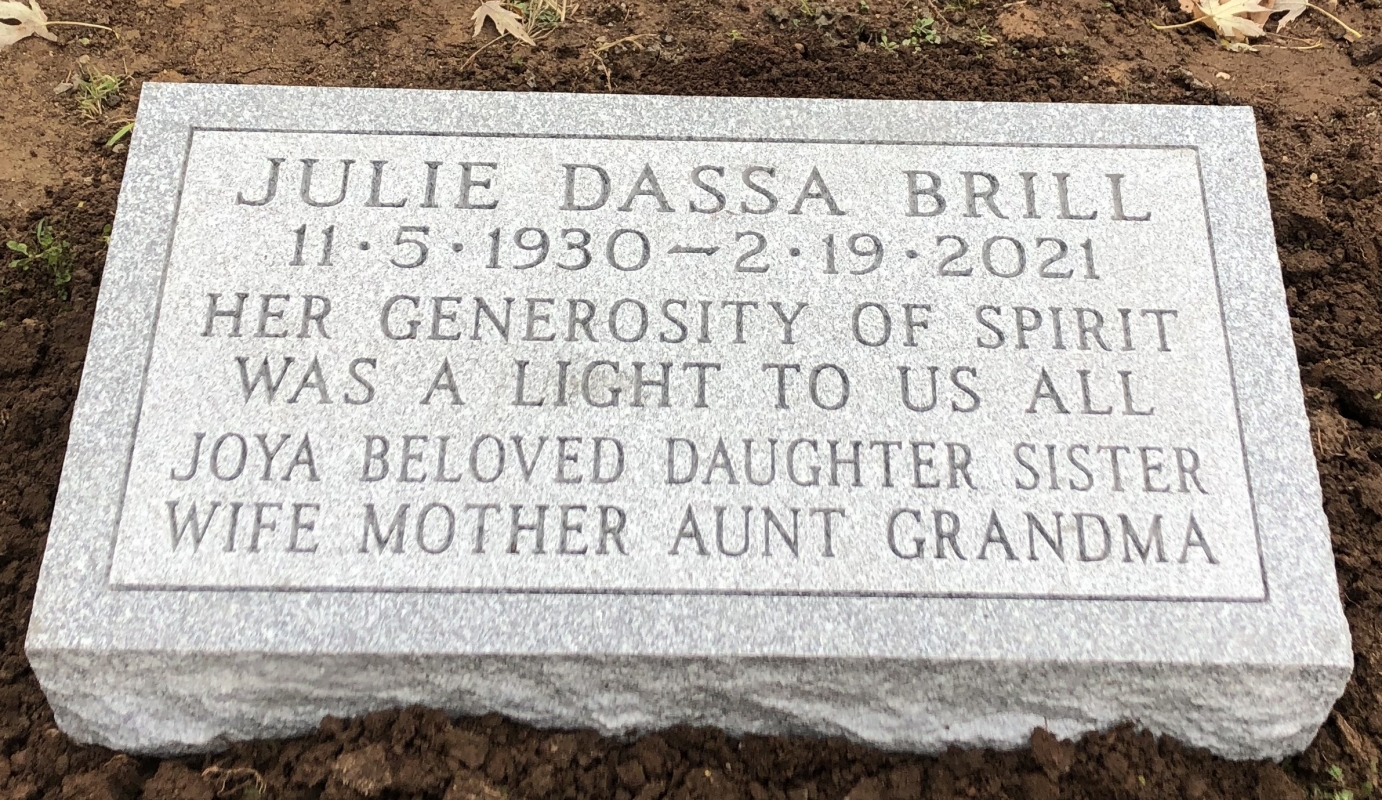 JULIE DASSA BRILL
11·5·1930–2·19·2021
HER GENEROSITY OF SPIRIT
WAS A LIGHT TO US ALL
JOYA BELOVED DAUGHTER SISTER
WIFE MOTHER AUNT GRANDMA